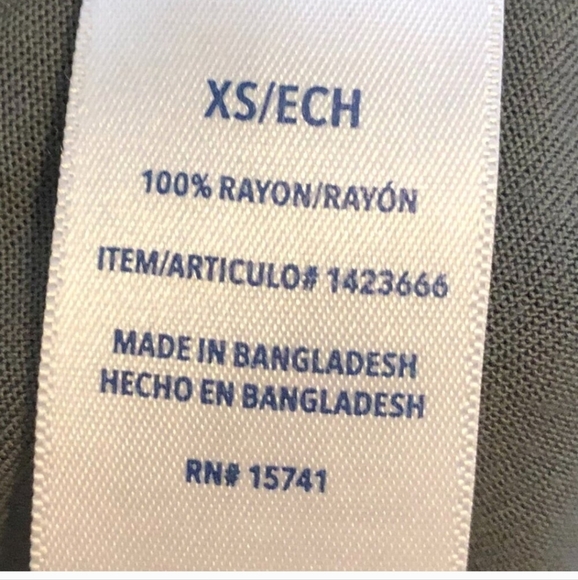 XS/ECH
100% RAYON/RAYÓN
ITEM/ARTICULO# 1423666
MADE IN BANGLADESH
HECHO EN BANGLADESH
RN# 15741